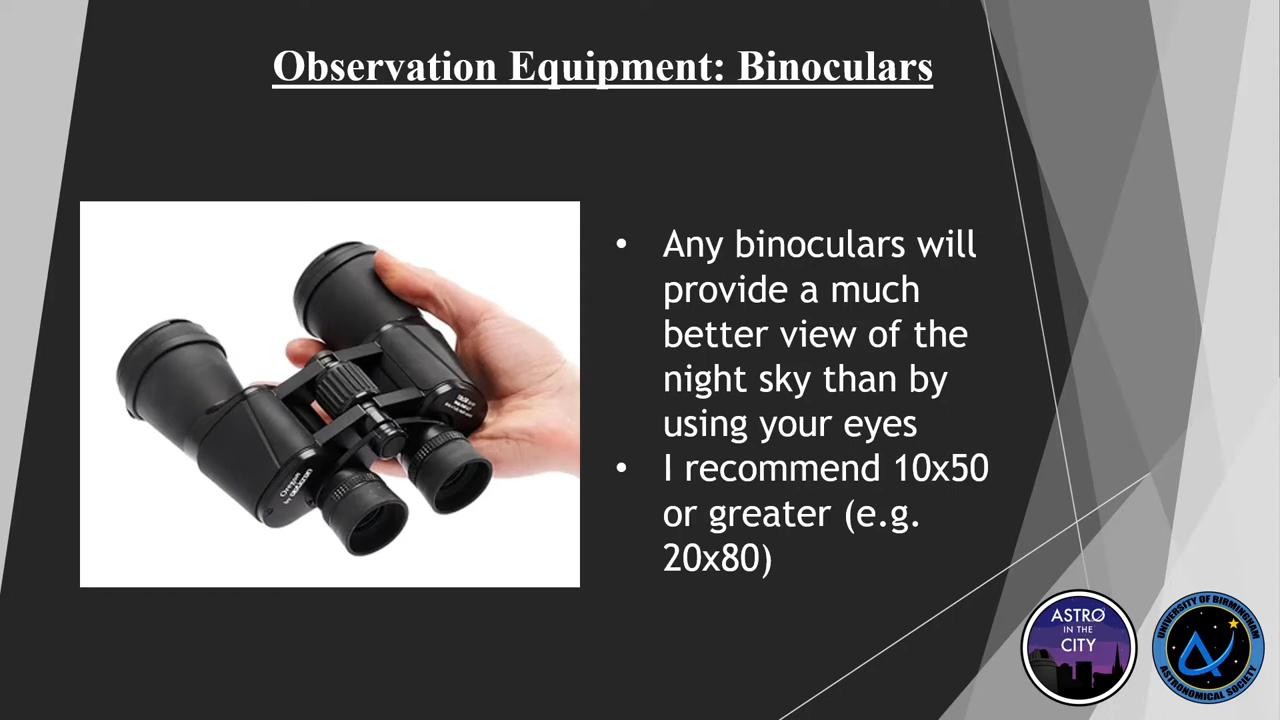 Observation Equipment: Binoculars
• Any binoculars will
provide a much
better view of the
night sky than by
using your eyes
• I recommend 10x50
or greater (e.g.
20x80)
Oregon
ASTRO
IN THE
CITY
UNIVERSITY OF BIRMINGHAM
ASTRONOMICAL SOCIETY